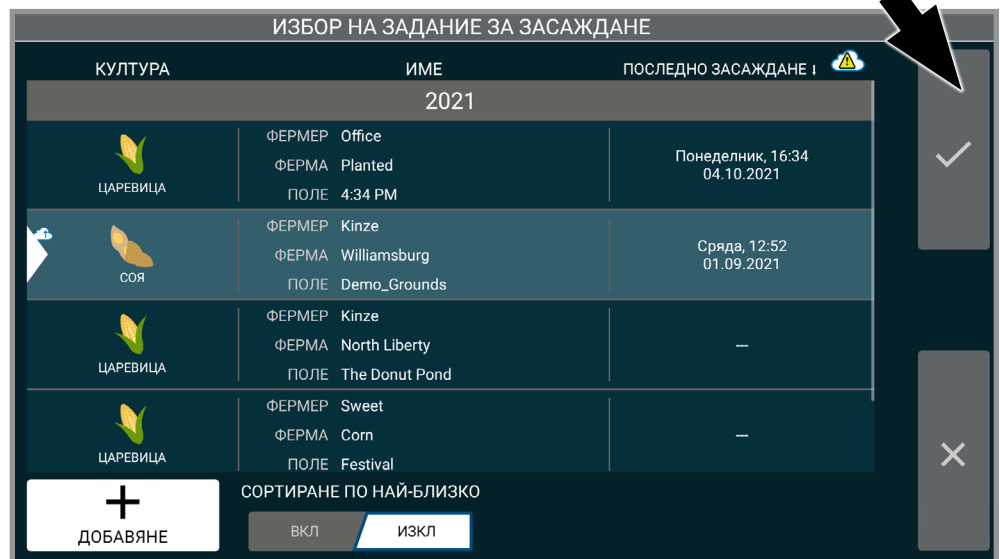 ИЗБОР НА ЗАДАНИЕ ЗА ЗАСАЖДАНЕ
КУЛТУРА ИМЕ ПОСЛЕДНО ЗАСАЖДАНЕ ↓
2021
ФЕРМЕР Office
ФЕРМА Planted
ПОЛЕ 4:34 PM
ЦАРЕВИЦА
Понеделник, 16:34
04.10.2021
ФЕРМЕР Kinze
ФЕРМА Williamsburg
ПОЛЕ Demo_Grounds
СОЯ
Сряда, 12:52
01.09.2021
ФЕРМЕР Kinze
ФЕРМА North Liberty
ПОЛЕ The Donut Pond
ЦАРЕВИЦА
---
ФЕРМЕР Sweet
ФЕРМА Corn
ПОЛЕ Festival
ЦАРЕВИЦА
---
ДОБАВЯНЕ
СОРТИРАНЕ ПО НАЙ-БЛИЗКО
ВКЛ ИЗКЛ